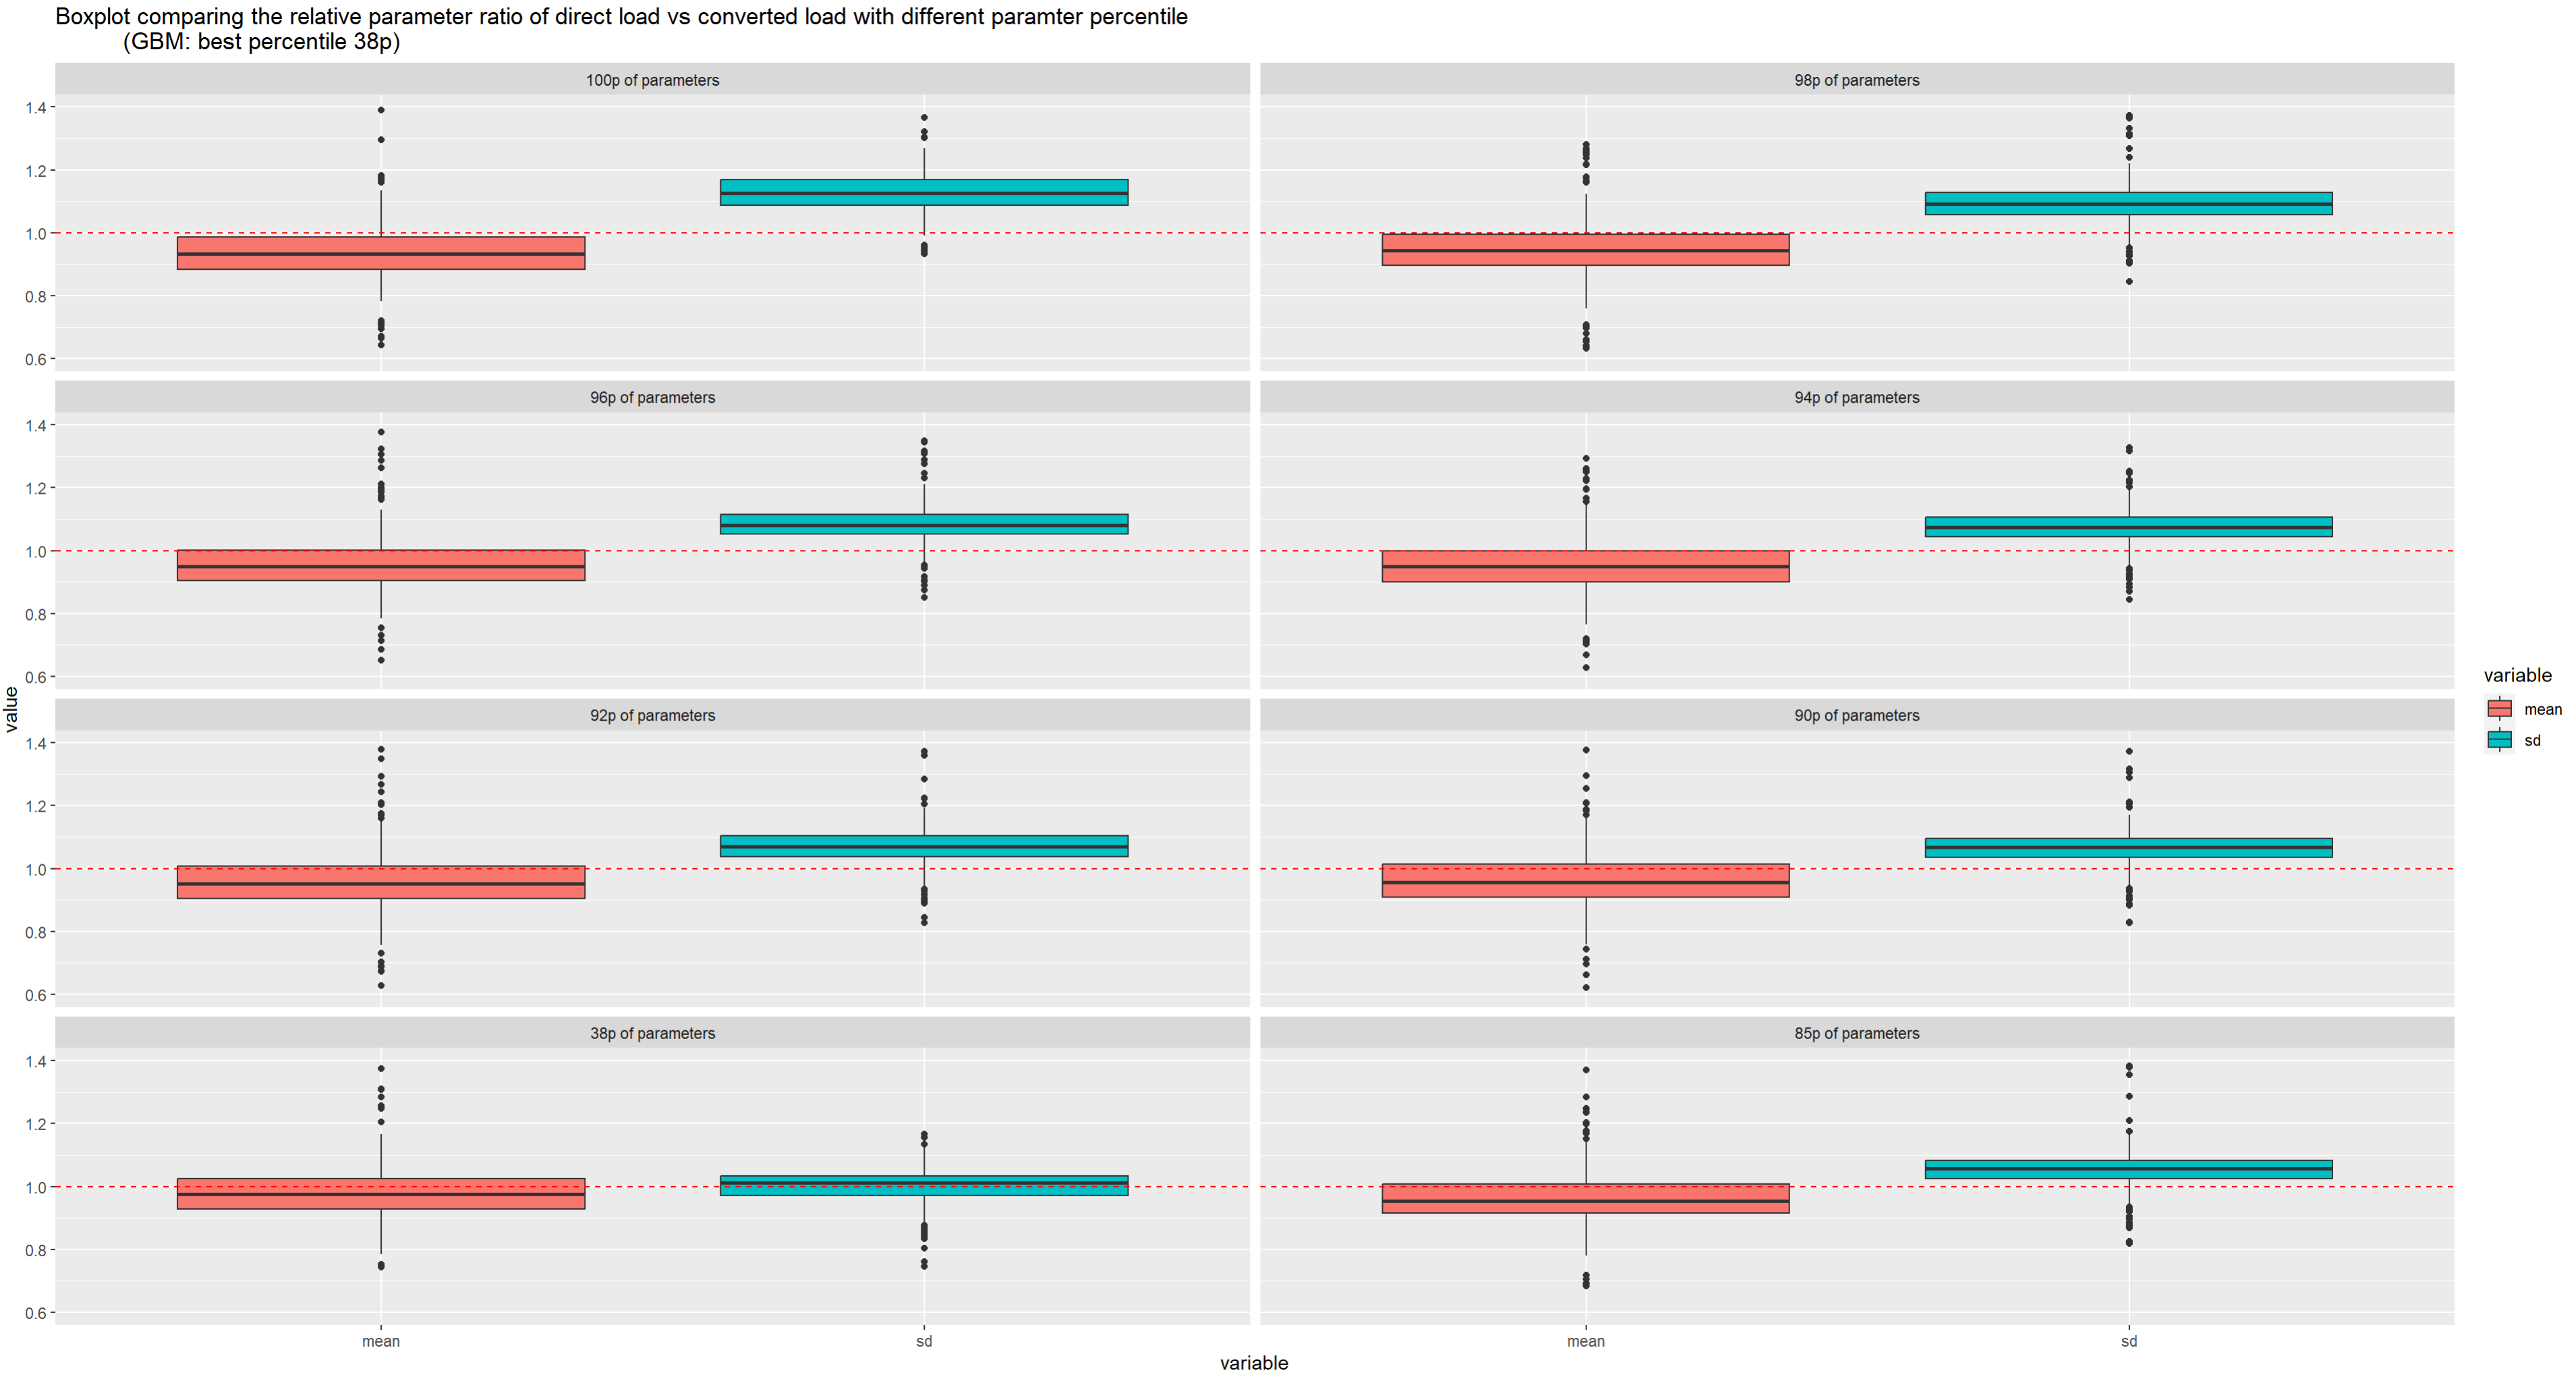 Boxplot comparing the relative parameter ratio of direct load vs converted load with different paramter percentile
(GBM: best percentile 38p)
100p of parameters
98p of parameters
1.4
1.2
1.0
0.8
0.6
96p of parameters
94p of parameters
1.4
1.2
1.0
0.8
0.6
value
variable
mean
sd
92p of parameters
90p of parameters
1.4
1.2
1.0
0.8
0.6
38p of parameters
85p of parameters
1.4
1.2
1.0
0.8
0.6
mean
sd
mean
sd
variable